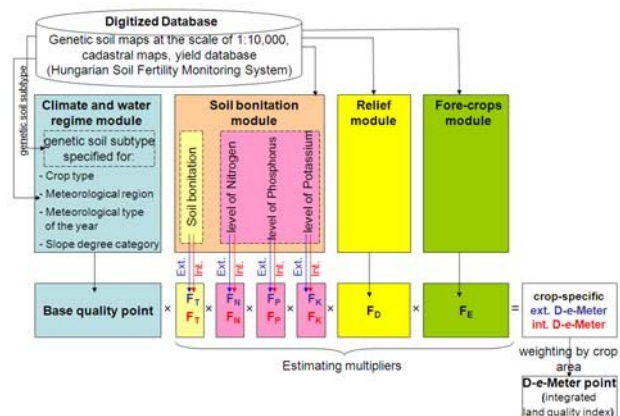 Digitized Database
Genetic soil maps at the scale of 1:10,000,
cadastral maps, yield database
(Hungarian Soil Fertility Monitoring System)
genetic soil subtype
Climate and water
regime module
genetic soil subtype
specified for:
- Crop type
- Meteorological region
- Meteorological type
of the year
- Slope degree category
Soil bonitation
module
Soil bonitation
level of Nitrogen
level of Phosphorus
level of Potassium
Relief
module
Fore-crops
module
Ext. Int. Ext. Int. Ext. Int. Ext. Int.
Base quality point × FT × FN × FP × FK × FD × FE =
FT FN FP FK
crop-specific
ext. D-e-Meter
int. D-e-Meter
Estimating multipliers
weighting by crop
area
D-e-Meter point
(integrated
land quality index)